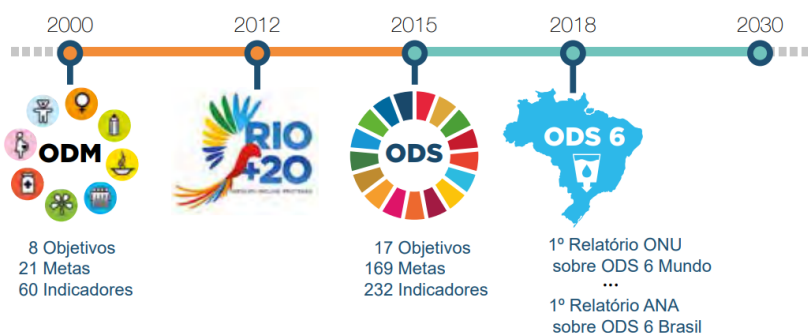 2000
2012
2015
2018
2030
ODM
RIO
+20
ODS
ODS 6
8 Objetivos
21 Metas
60 Indicadores
17 Objetivos
169 Metas
232 Indicadores
1º Relatório ONU
sobre ODS 6 Mundo
...
1º Relatório ANA
sobre ODS 6 Brasil